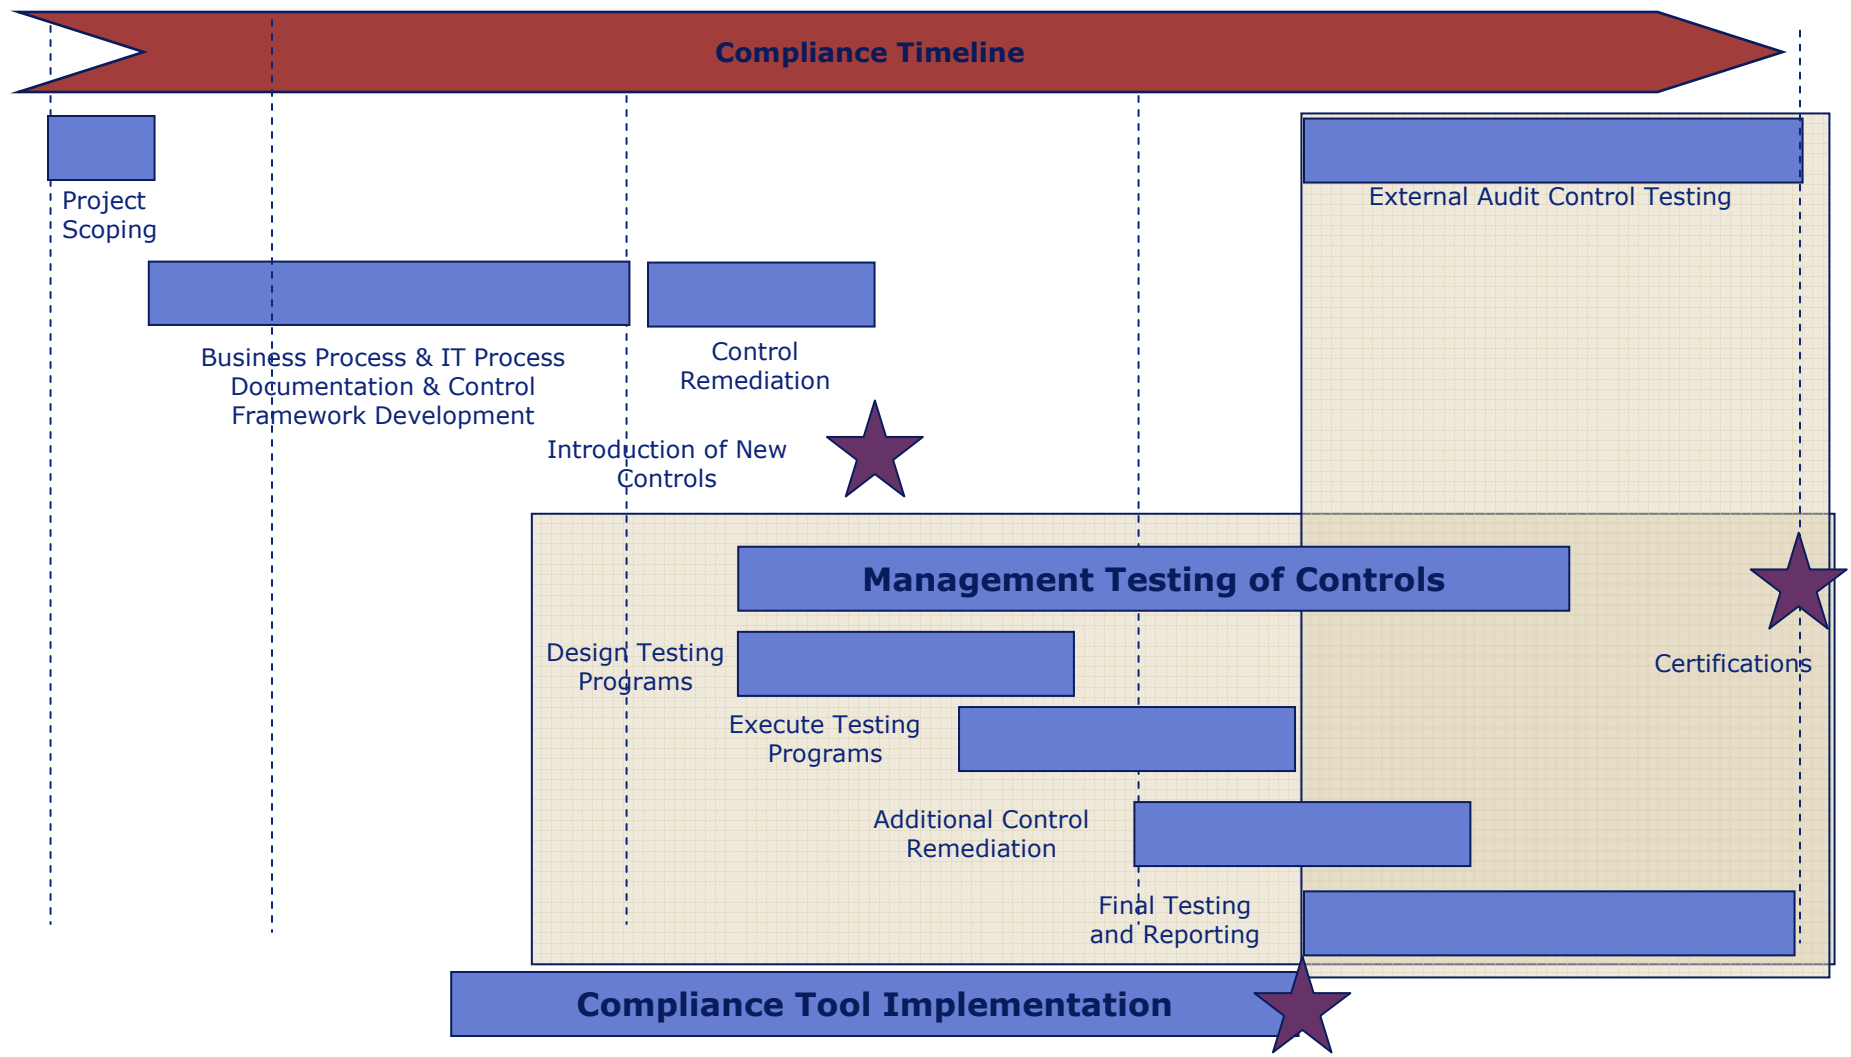 Compliance Timeline
Project
Scoping
External Audit Control Testing
Business Process & IT Process
Documentation & Control
Framework Development
Control
Remediation
Introduction of New
Controls
Management Testing of Controls
Design Testing
Programs
Certifications
Execute Testing
Programs
Additional Control
Remediation
Final Testing
and Reporting
Compliance Tool Implementation